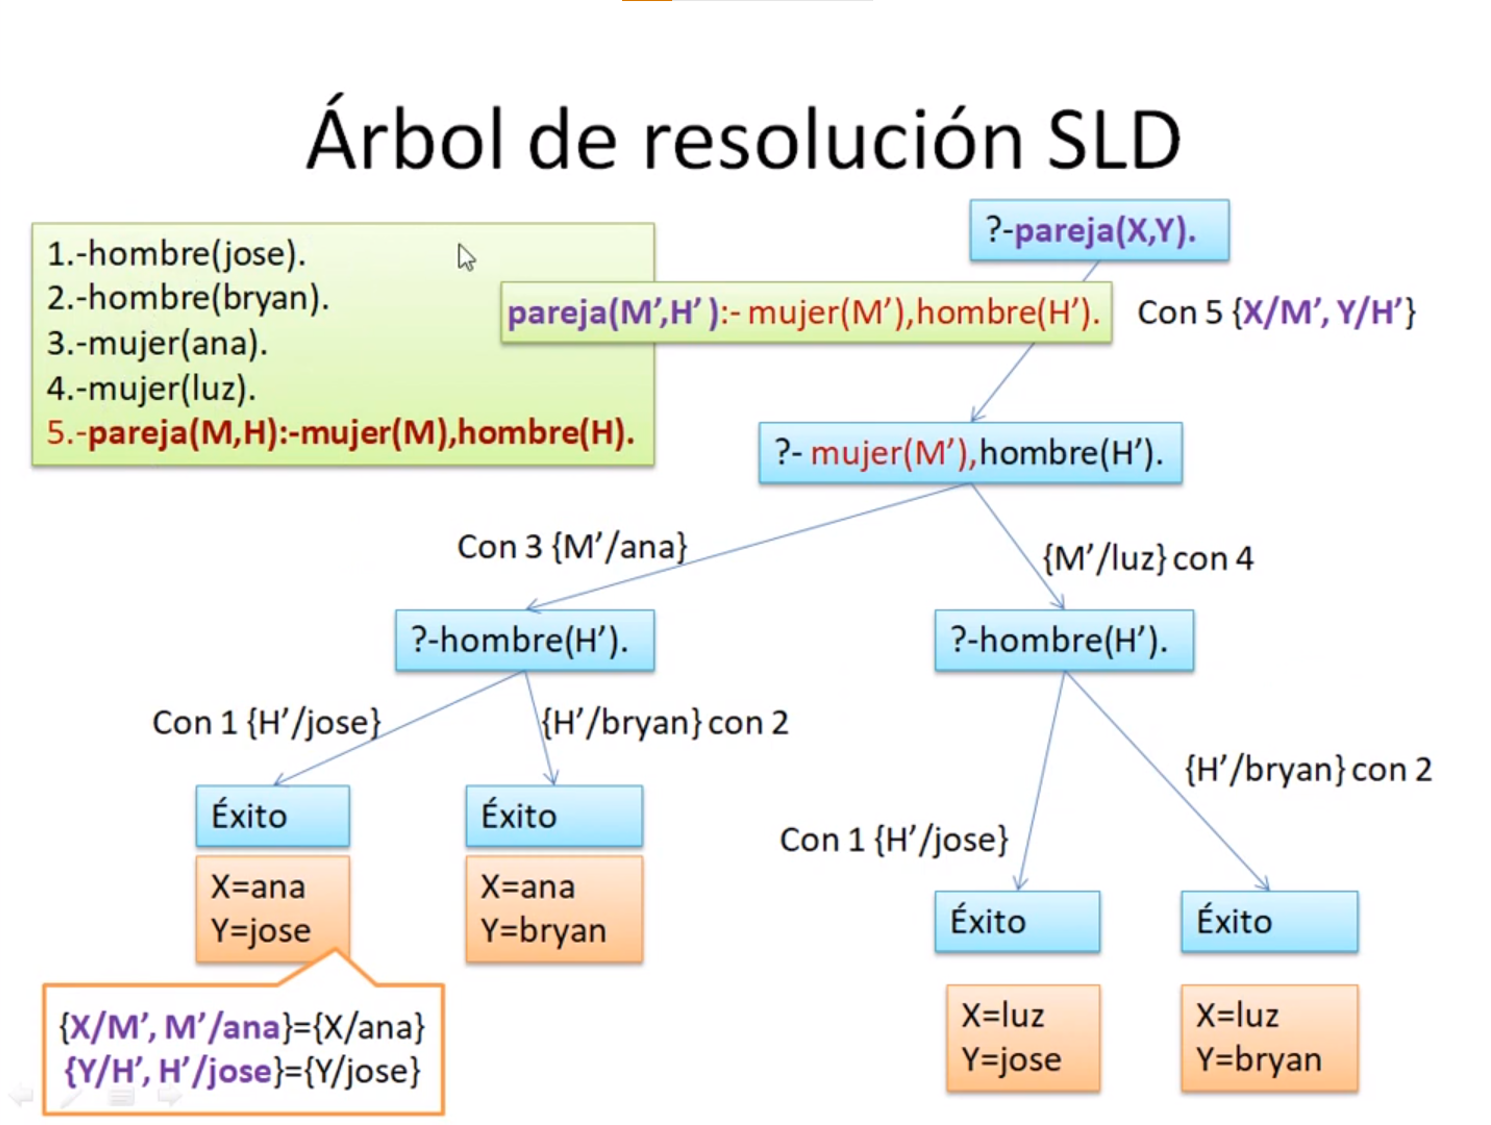 Árbol de resolución SLD
1.-hombre(jose).
2.-hombre(bryan).
3.-mujer(ana).
4.-mujer(luz).
5.-pareja(M,H):-mujer(M),hombre(H).
?-pareja(X,Y).
pareja(M’,H’ ):- mujer(M’),hombre(H’).
Con 5 {X/M’, Y/H’}
?- mujer(M’),hombre(H’).
Con 3 {M’/ana}
{M’/luz} con 4
?-hombre(H’).
?-hombre(H’).
Con 1 {H’/jose}
{H’/bryan} con 2
Con 1 {H’/jose}
{H’/bryan} con 2
Éxito
X=ana
Y=jose
Éxito
X=ana
Y=bryan
Éxito
X=luz
Y=jose
Éxito
X=luz
Y=bryan
{X/M’, M’/ana}={X/ana}
{Y/H’, H’/jose}={Y/jose}